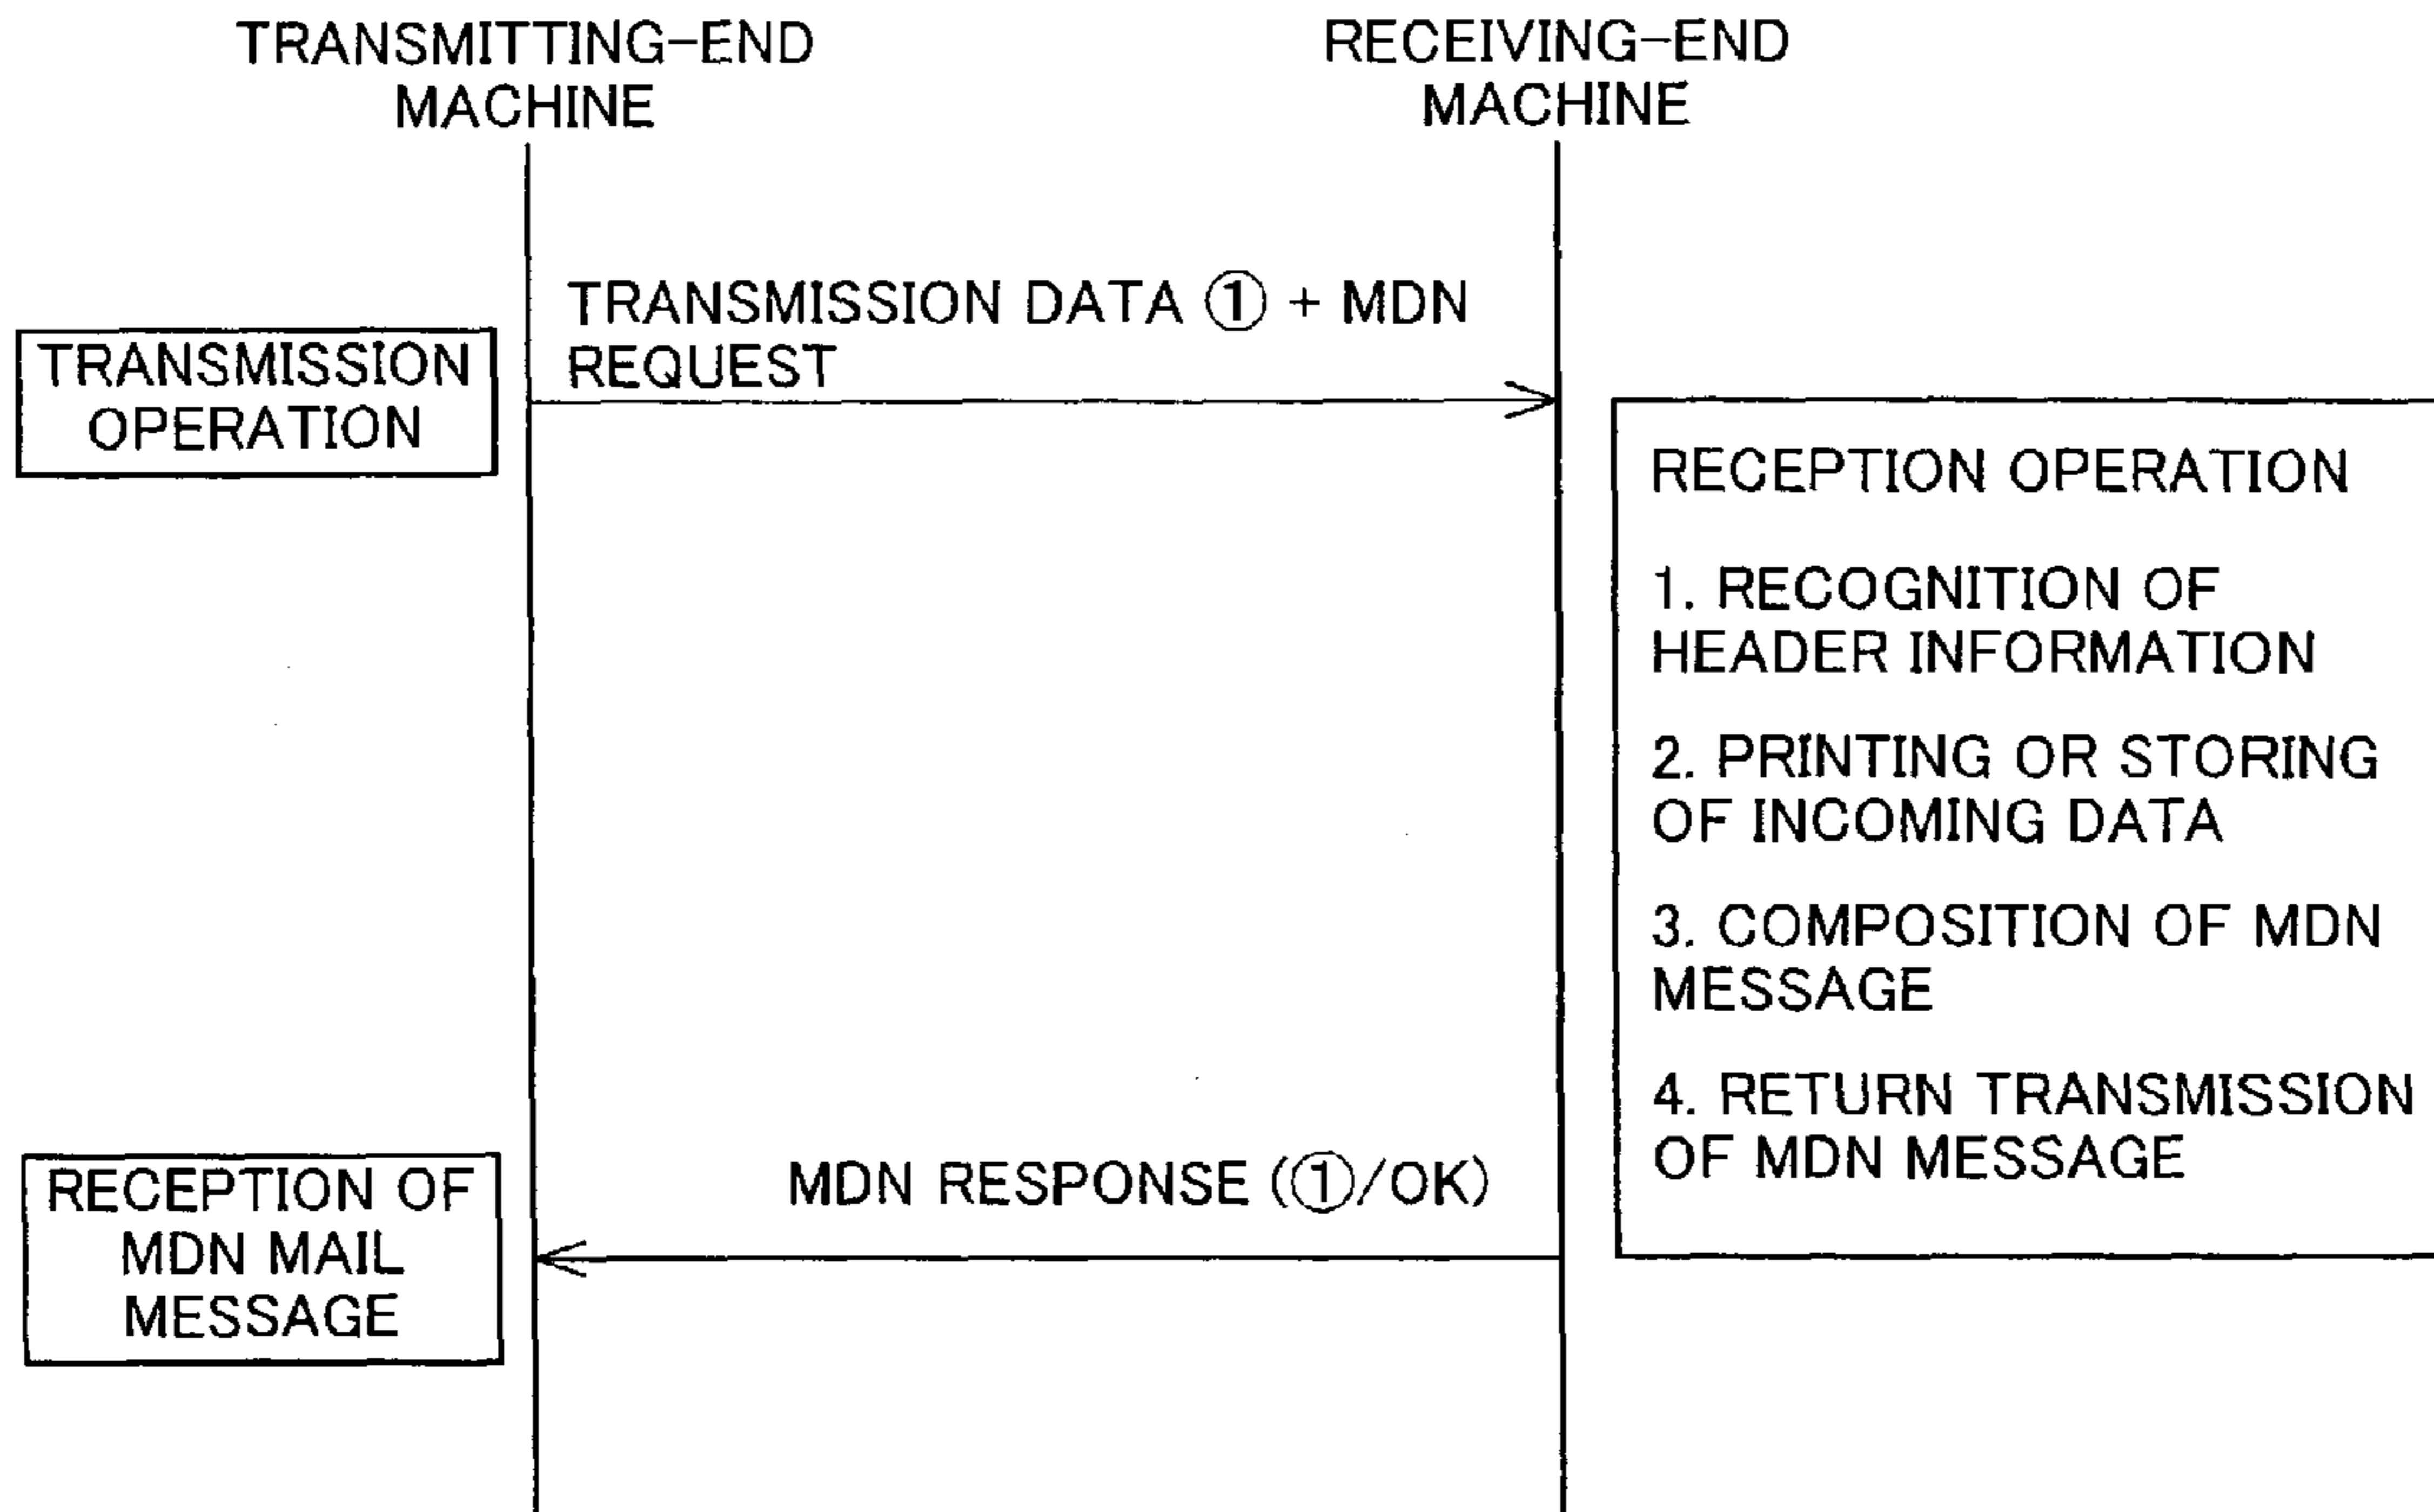 TRANSMITTING-END
MACHINE
RECEIVING-END
MACHINE
TRANSMISSION DATA ① + MDN
REQUEST
TRANSMISSION
OPERATION
RECEPTION OPERATION
1. RECOGNITION OF
HEADER INFORMATION
2. PRINTING OR STORING
OF INCOMING DATA
3. COMPOSITION OF MDN
MESSAGE
4. RETURN TRANSMISSION
OF MDN MESSAGE
MDN RESPONSE (①/OK)
RECEPTION OF
MDN MAIL
MESSAGE